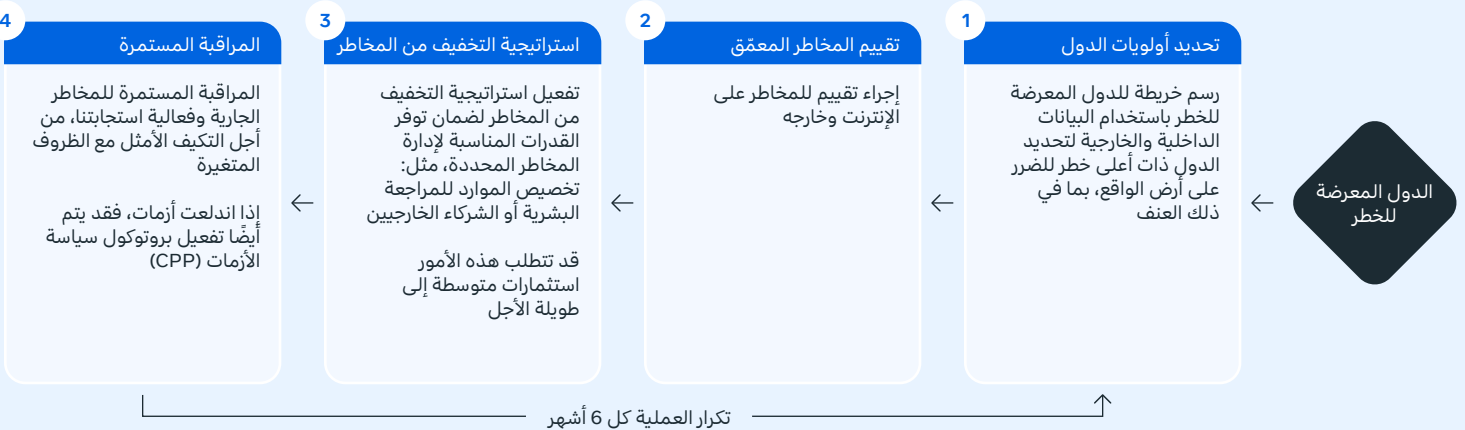 الدول المعرضة
للخطر
1
تحديد أولويات الدول
رسم خريطة للدول المعرضة
للخطر باستخدام البيانات
الداخلية والخارجية لتحديد
الدول ذات أعلى خطر للضرر
على أرض الواقع، بما في
ذلك العنف
2
تقييم المخاطر المعمّق
إجراء تقييم للمخاطر على
الإنترنت وخارجه
3
استراتيجية التخفيف من المخاطر
تفعيل استراتيجية التخفيف
من المخاطر لضمان توفر
القدرات المناسبة لإدارة
المخاطر المحددة، مثل:
تخصيص الموارد للمراجعة
البشرية أو الشركاء الخارجيين
قد تتطلب هذه الأمور
استثمارات متوسطة إلى
طويلة الأجل
4
المراقبة المستمرة
المراقبة المستمرة للمخاطر
الجارية وفعالية استجابتنا، من
أجل التكيف الأمثل مع الظروف
المتغيرة
إذا اندلعت أزمات، فقد يتم
أيضًا تفعيل بروتوكول سياسة
الأزمات (CPP)
تكرار العملية كل 6 أشهر